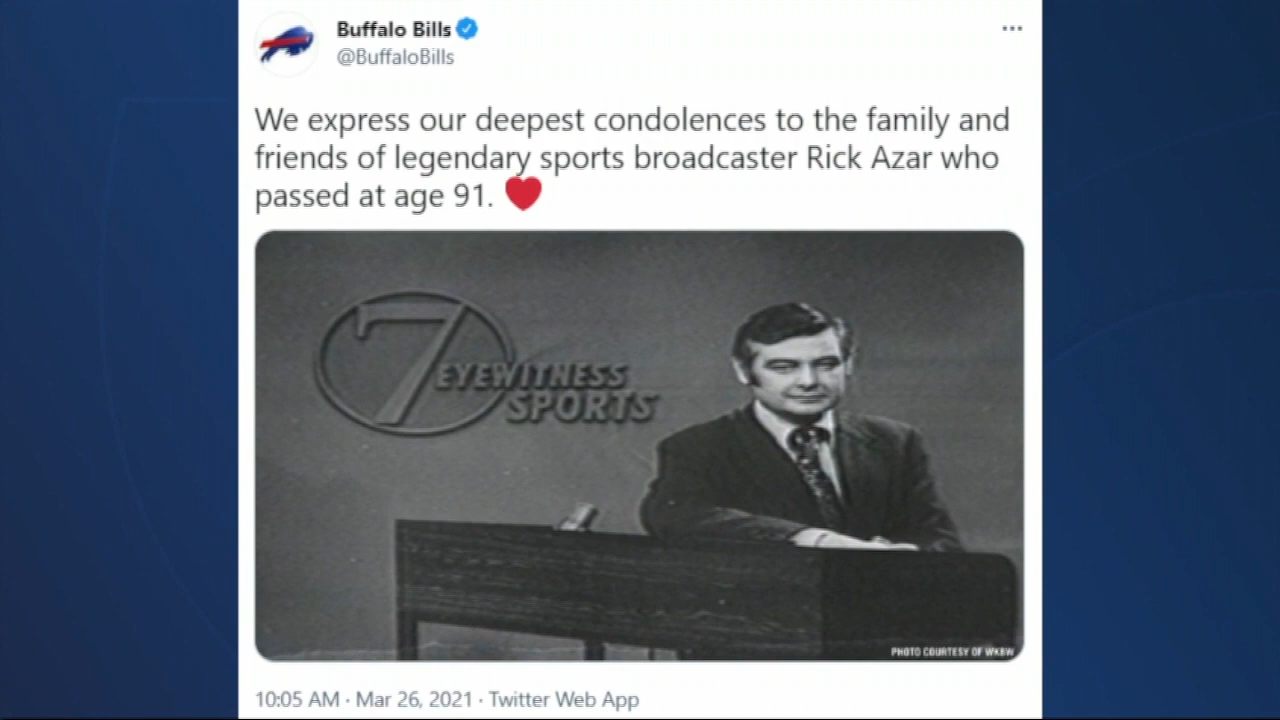 Buffalo Bills
@BuffaloBills
We express our deepest condolences to the family and
friends of legendary sports broadcaster Rick Azar who
passed at age 91. ❤️
7
EYEWITNESS
SPORTS
PHOTO COURTESY OF WKBW
10:05 AM · Mar 26, 2021 · Twitter Web App